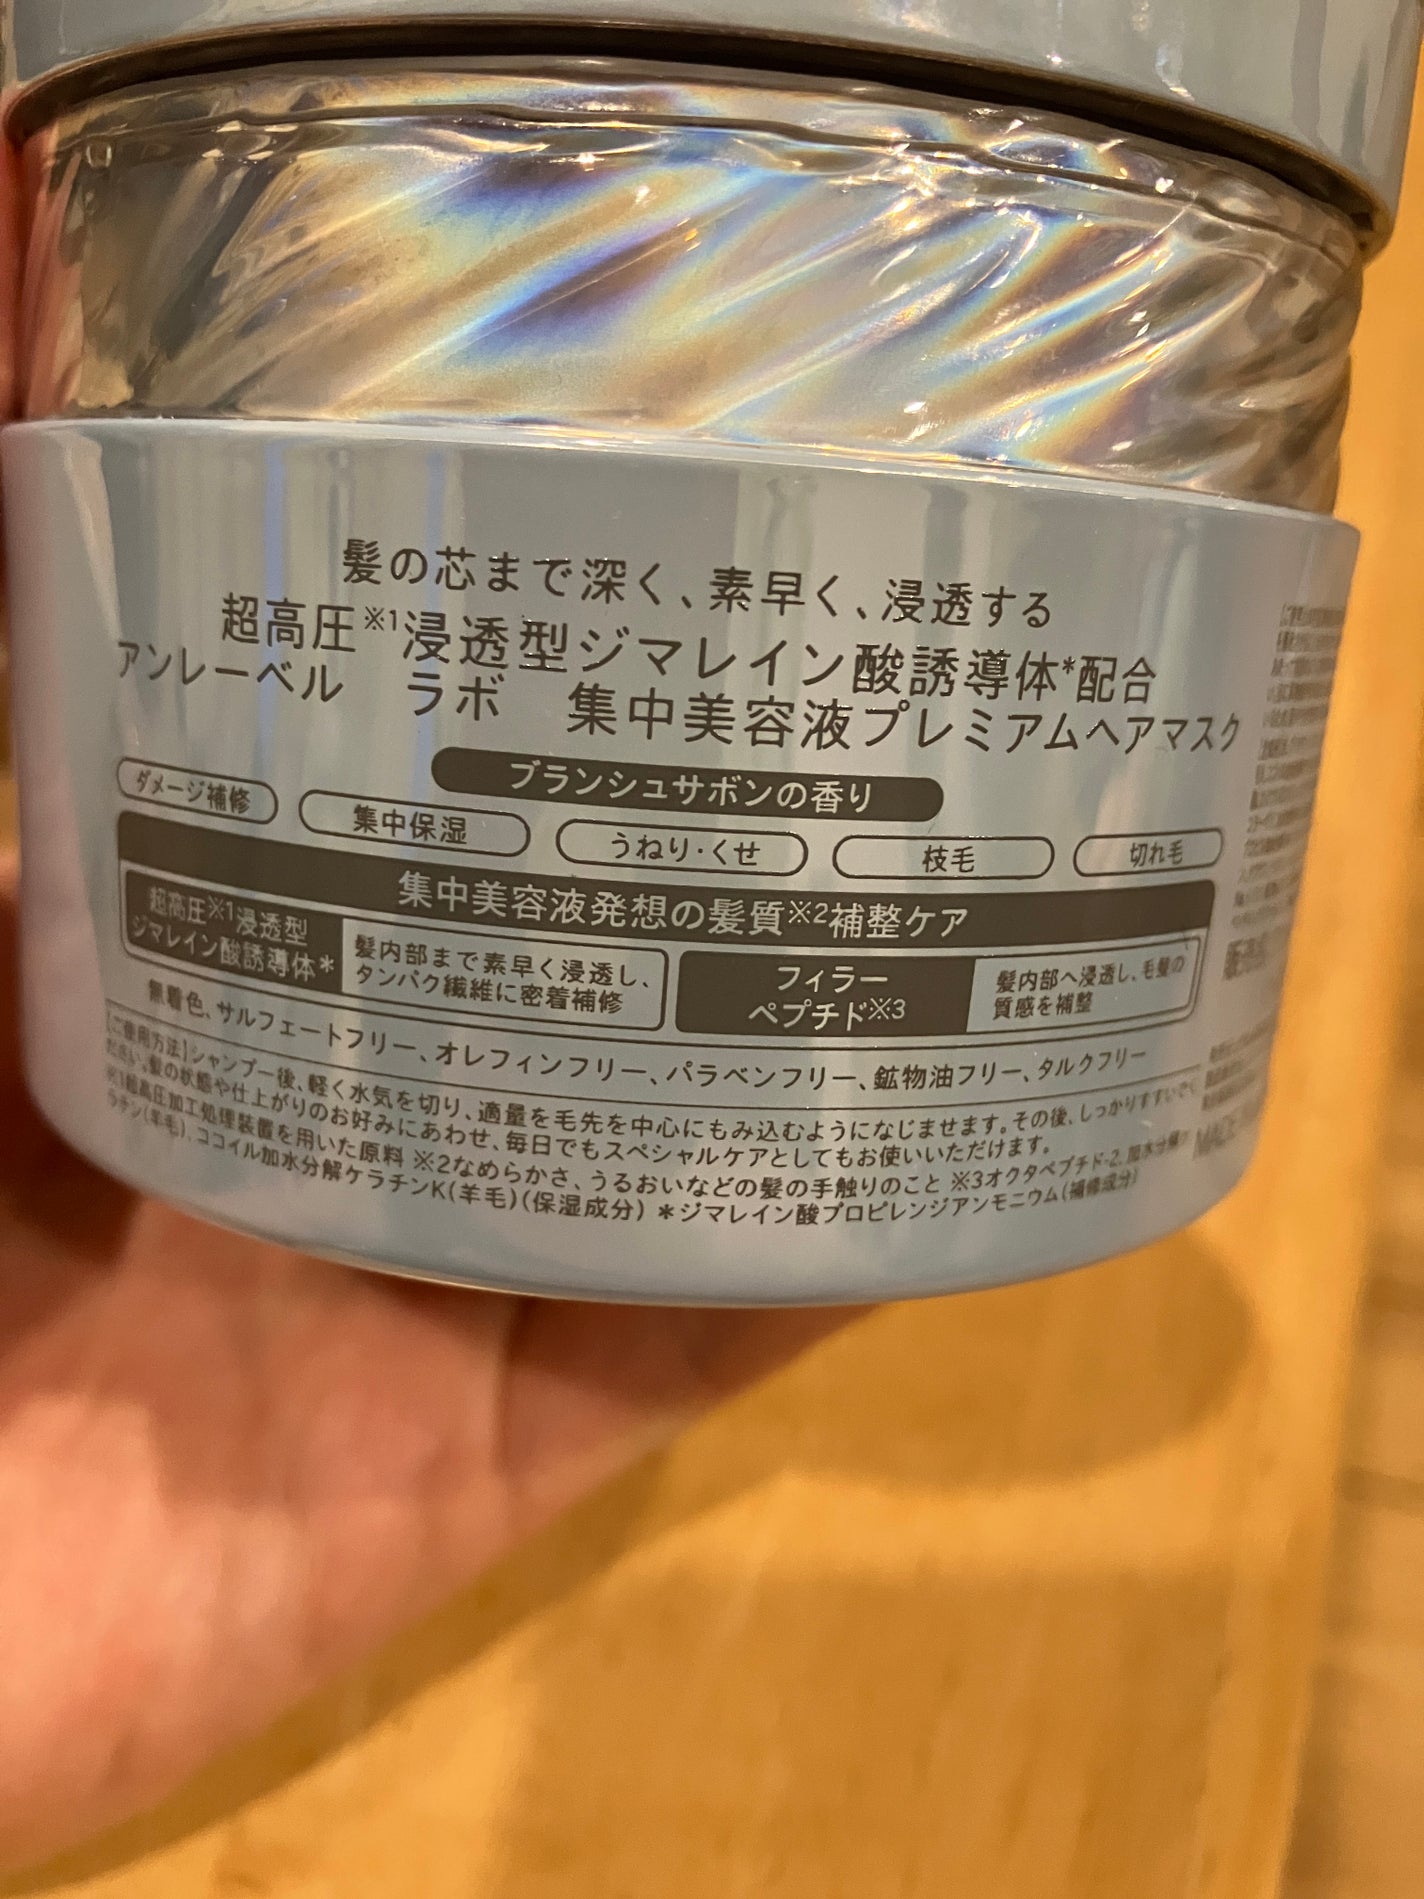 髪の芯まで深く、素早く、浸透する
超高圧※1浸透型ジマレイン酸誘導体*配合
アンレーベル ラボ 集中美容液プレミアムヘアマスク
ブランシュサボンの香り
ダメージ補修 集中保湿 うねり・くせ 枝毛 切れ毛
集中美容液発想の髪質※2補整ケア
超高圧※1浸透型
ジマレイン酸誘導体*
髪内部まで素早く浸透し、
タンパク繊維に密着補修
フィラー
ペプチド※3
髪内部へ浸透し、毛髪の
質感を補整
無着色、サルフェートフリー、オレフィンフリー、パラベンフリー、鉱物油フリー、タルクフリー
【ご使用方法】シャンプー後、軽く水気を切り、適量を毛先を中心にもみ込むようになじませます。その後、しっかりすすいでく
ださい。髪の状態や仕上がりのお好みにあわせ、毎日でもスペシャルケアとしてもお使いいただけます。
※1超高圧加工処理装置を用いた原料 ※2なめらかさ、うるおいなどの髪の手触りのこと ※3オクタペプチド-2、加水分解ケ
ラチン(羊毛)、ココイル加水分解ケラチンK(羊毛)(保湿成分) *ジマレイン酸プロピレンジアンモニウム(補修成分)